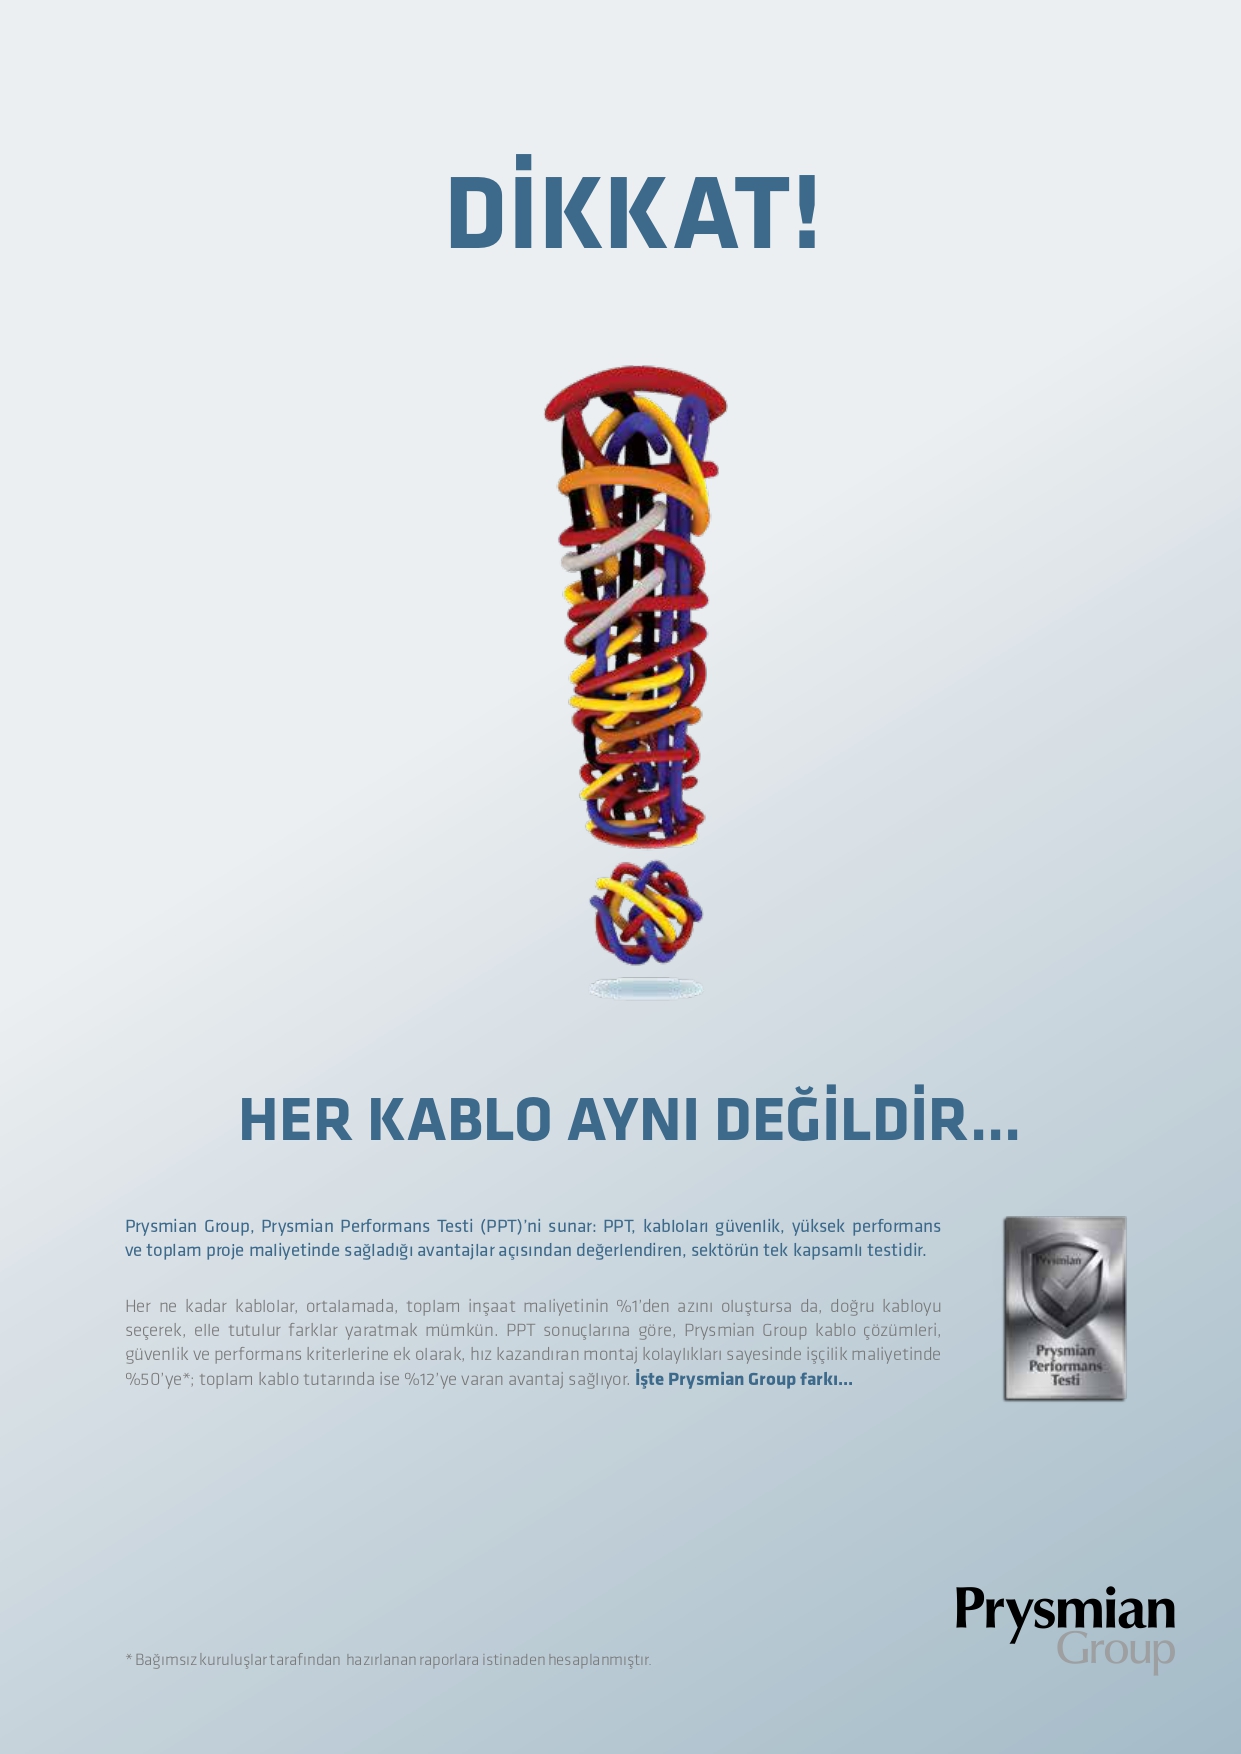 DİKKAT!
HER KABLO AYNI DEĞİLDİR...
Prysmian Group, Prysmian Performans Testi (PPT)'ni sunar: PPT, kabloları güvenlik, yüksek performans
ve toplam proje maliyetinde sağladığı avantajlar açısından değerlendiren, sektörün tek kapsamlı testidir.
Her ne kadar kablolar, ortalamada, toplam inşaat maliyetinin %1'den azını oluştursa da, doğru kabloyu
seçerek, elle tutulur farklar yaratmak mümkün. PPT sonuçlarına göre, Prysmian Group kablo çözümleri,
güvenlik ve performans kriterlerine ek olarak, hız kazandıran montaj kolaylıkları sayesinde işçilik maliyetinde
%50'ye*; toplam kablo tutarında ise %12'ye varan avantaj sağlıyor. İşte Prysmian Group farkı...
Prysmian
Prysmian
Performans
Testi
Prysmian
Group
* Bağımsız kuruluşlar tarafından hazırlanan raporlara istinaden hesaplanmıştır.